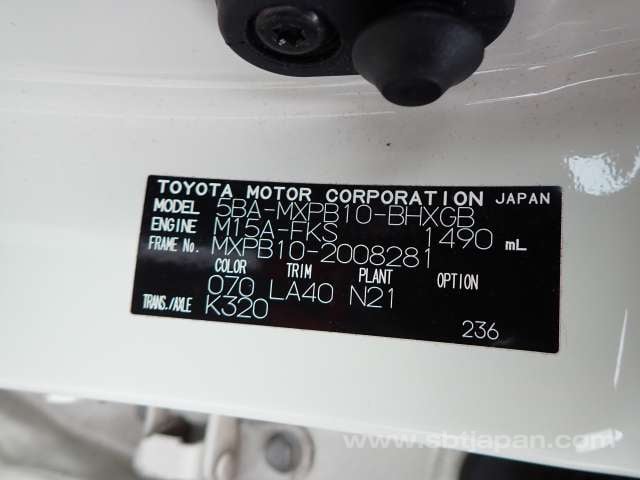 TOYOTA MOTOR CORPORATION JAPAN
MODEL 5BA-MXPB10-BHXGB
ENGINE M15A-FKS 1490 mL
FRAME No. MXPB10-2008281
COLOR TRIM PLANT OPTION
070 LA40 N21
TRANS./AXLE K320
236
www.sbtjapan.com